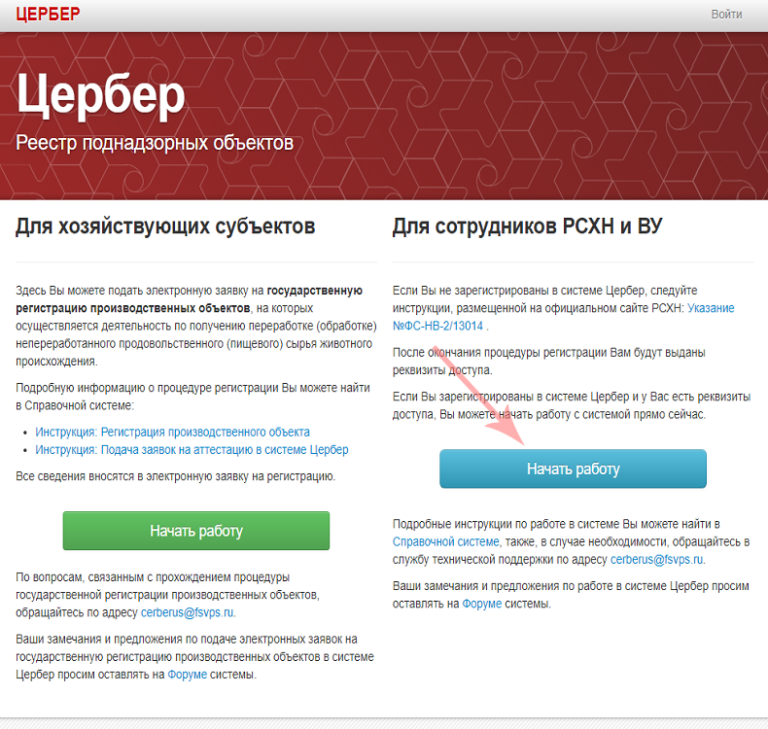 ЦЕРБЕР
Войти
Цербер
Реестр поднадзорных объектов
Для хозяйствующих субъектов
Здесь Вы можете подать электронную заявку на государственную
регистрацию производственных объектов, на которых
осуществляется деятельность по получению переработке (обработке)
непереработанного продовольственного (пищевого) сырья животного
происхождения.
Подробную информацию о процедуре регистрации Вы можете найти
в Справочной системе:
• Инструкция: Регистрация производственного объекта
• Инструкция: Подача заявок на аттестацию в системе Цербер
Все сведения вносятся в электронную заявку на регистрацию.
Начать работу
По вопросам, связанным с прохождением процедуры
государственной регистрации производственных объектов,
обращайтесь по адресу cerberus@fsvps.ru.
Ваши замечания и предложения по подаче электронных заявок на
государственную регистрацию производственных объектов в системе
Цербер просим оставлять на Форуме системы.
Для сотрудников РСХН и ВУ
Если Вы не зарегистрированы в системе Цербер, следуйте
инструкции, размещенной на официальном сайте РСХН: Указание
№ФС-НВ-2/13014 .
После окончания процедуры регистрации Вам будут выданы
реквизиты доступа.
Если Вы зарегистрированы в системе Цербер и у Вас есть реквизиты
доступа, Вы можете начать работу с системой прямо сейчас.
Начать работу
Подробные инструкции по работе в системе Вы можете найти в
Справочной системе, также, в случае необходимости, обращайтесь в
службу технической поддержки по адресу cerberus@fsvps.ru.
Ваши замечания и предложения по работе в системе Цербер просим
оставлять на Форуме системы.